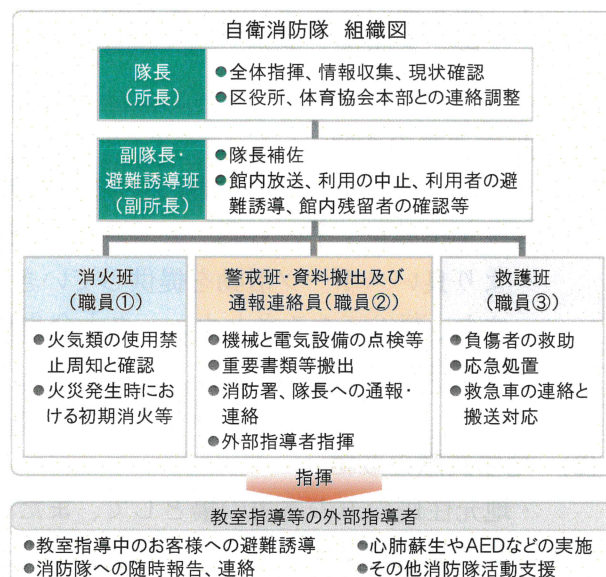 自衛消防隊 組織図
隊長
(所長)
●全体指揮、情報収集、現状確認
●区役所、体育協会本部との連絡調整
副隊長・
避難誘導班
(副所長)
●隊長補佐
●館内放送、利用の中止、利用者の避
難誘導、館内残留者の確認等
消火班
(職員①)
●火気類の使用禁
止周知と確認
●火災発生時にお
ける初期消火等
警戒班・資料搬出及び
通報連絡員(職員②)
●機械と電気設備の点検等
●重要書類等搬出
●消防署、隊長への通報・
連絡
●外部指導者指揮
救護班
(職員③)
●負傷者の救助
●応急処置
●救急車の連絡と
搬送対応
指揮
教室指導等の外部指導者
●教室指導中のお客様への避難誘導
●消防隊への随時報告、連絡
●心肺蘇生やAEDなどの実施
●その他消防隊活動支援